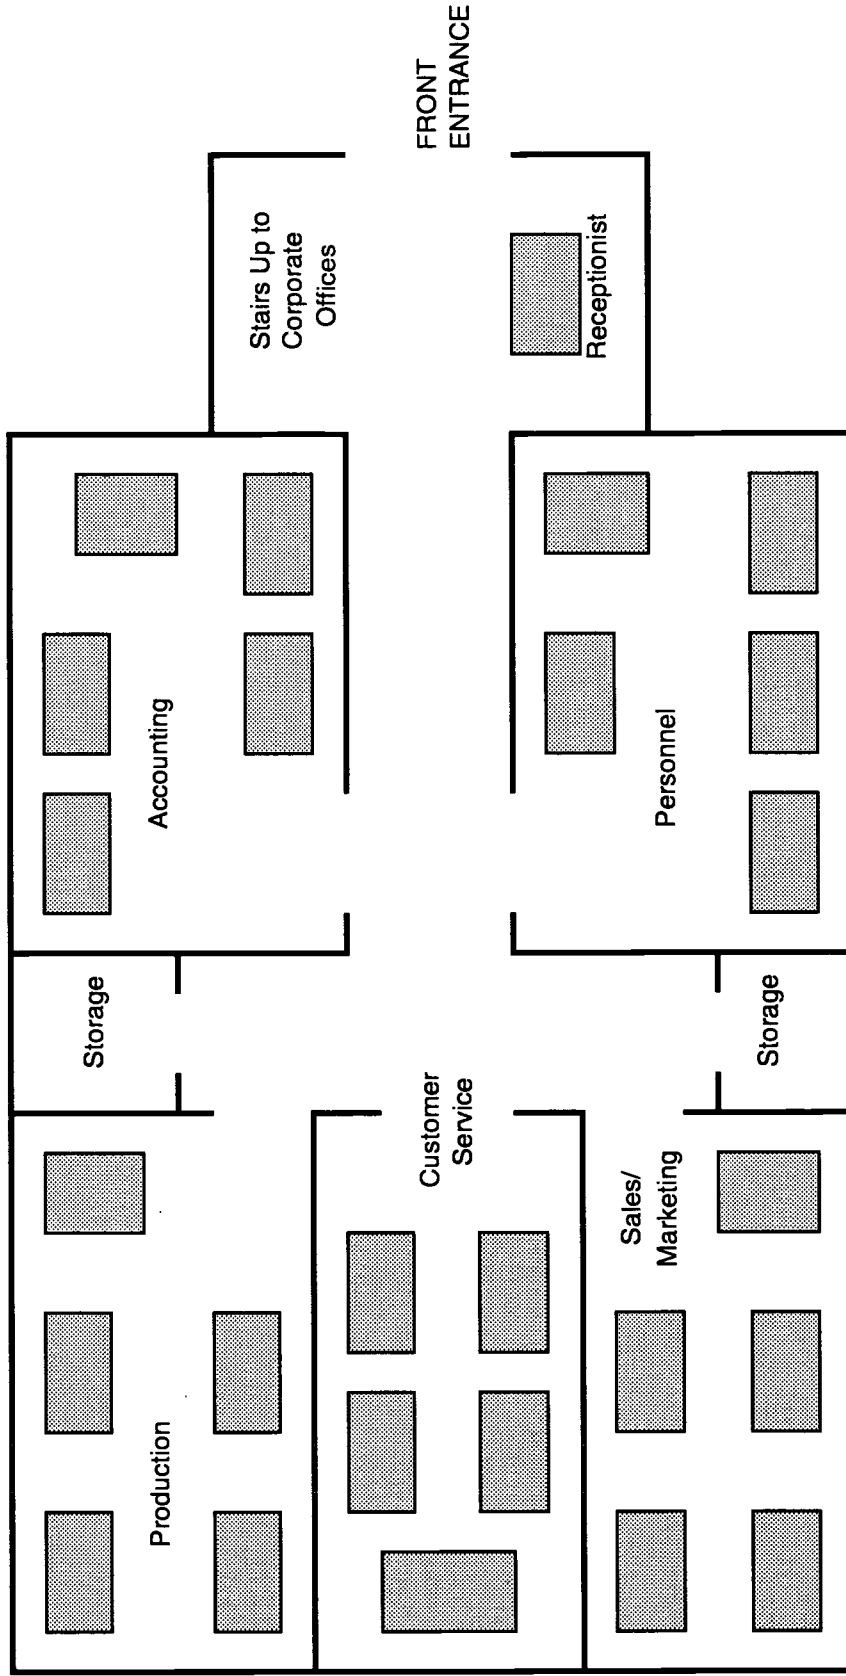 FRONT
ENTRANCE
Stairs Up to
Corporate
Offices
Receptionist
Accounting
Personnel
Storage
Storage
Customer
Service
Production
Sales/
Marketing